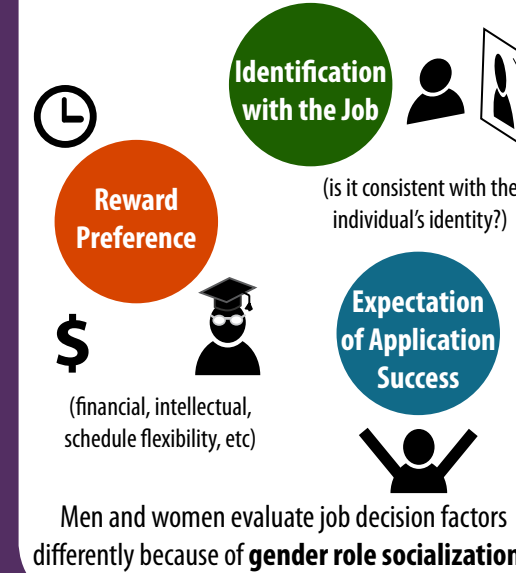 Identification
with the Job
(is it consistent with the
individual's identity?)
Reward
Preference
$
(financial, intellectual,
schedule flexibility, etc)
Expectation
of Application
Success
Men and women evaluate job decision factors
differently because of gender role socialization